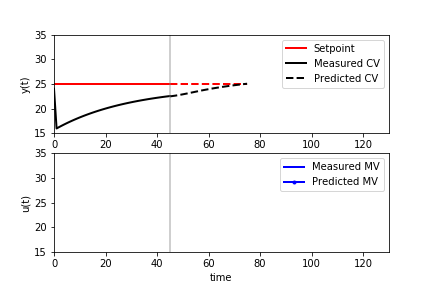 35
30
25
20
15
y(t)
0 20 40 60 80 100 120
Setpoint
Measured CV
Predicted CV
35
30
25
20
15
u(t)
0 20 40 60 80 100 120
time
Measured MV
Predicted MV